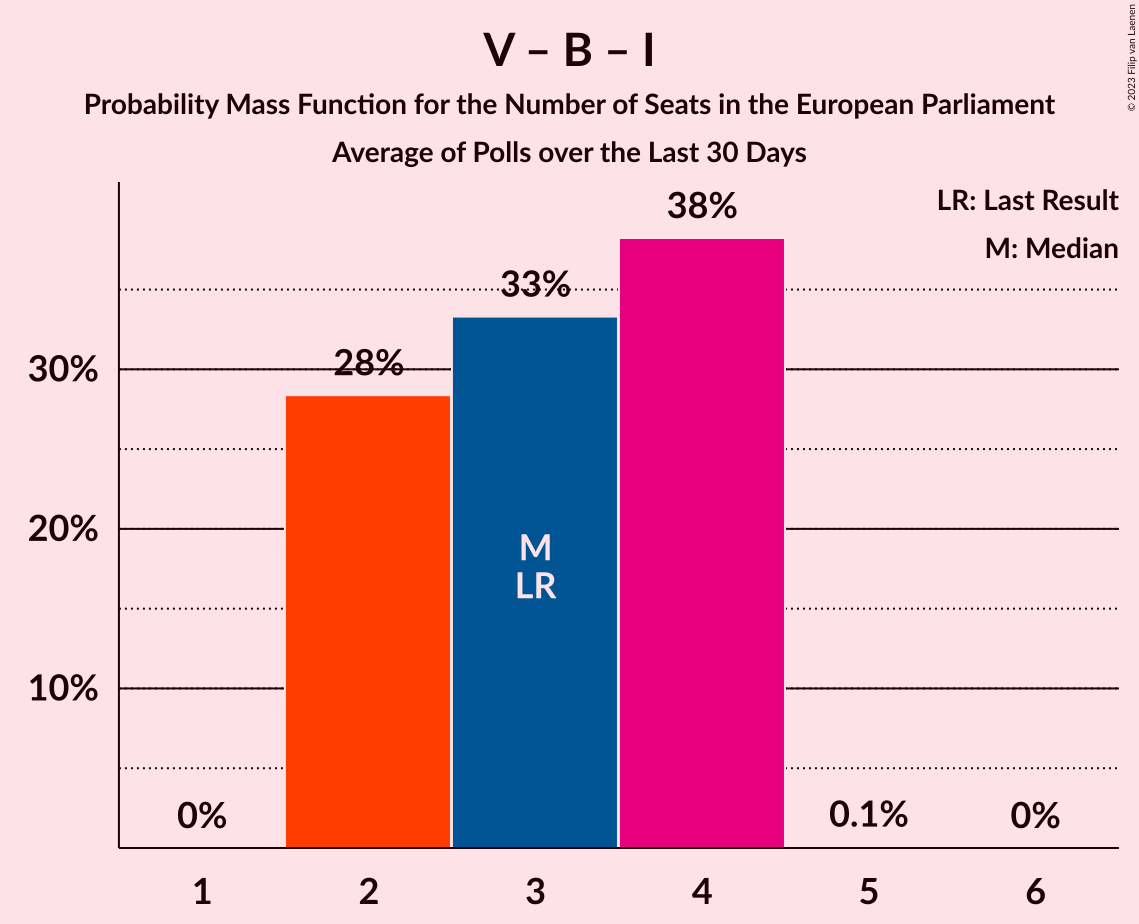 V – B – I
Probability Mass Function for the Number of Seats in the European Parliament
Average of Polls over the Last 30 Days
© 2023 Filip van Laenen
LR: Last Result
M: Median
38%
33%
28%
30%
20%
10%
M
LR
0%
0.1%
0%
1 2 3 4 5 6